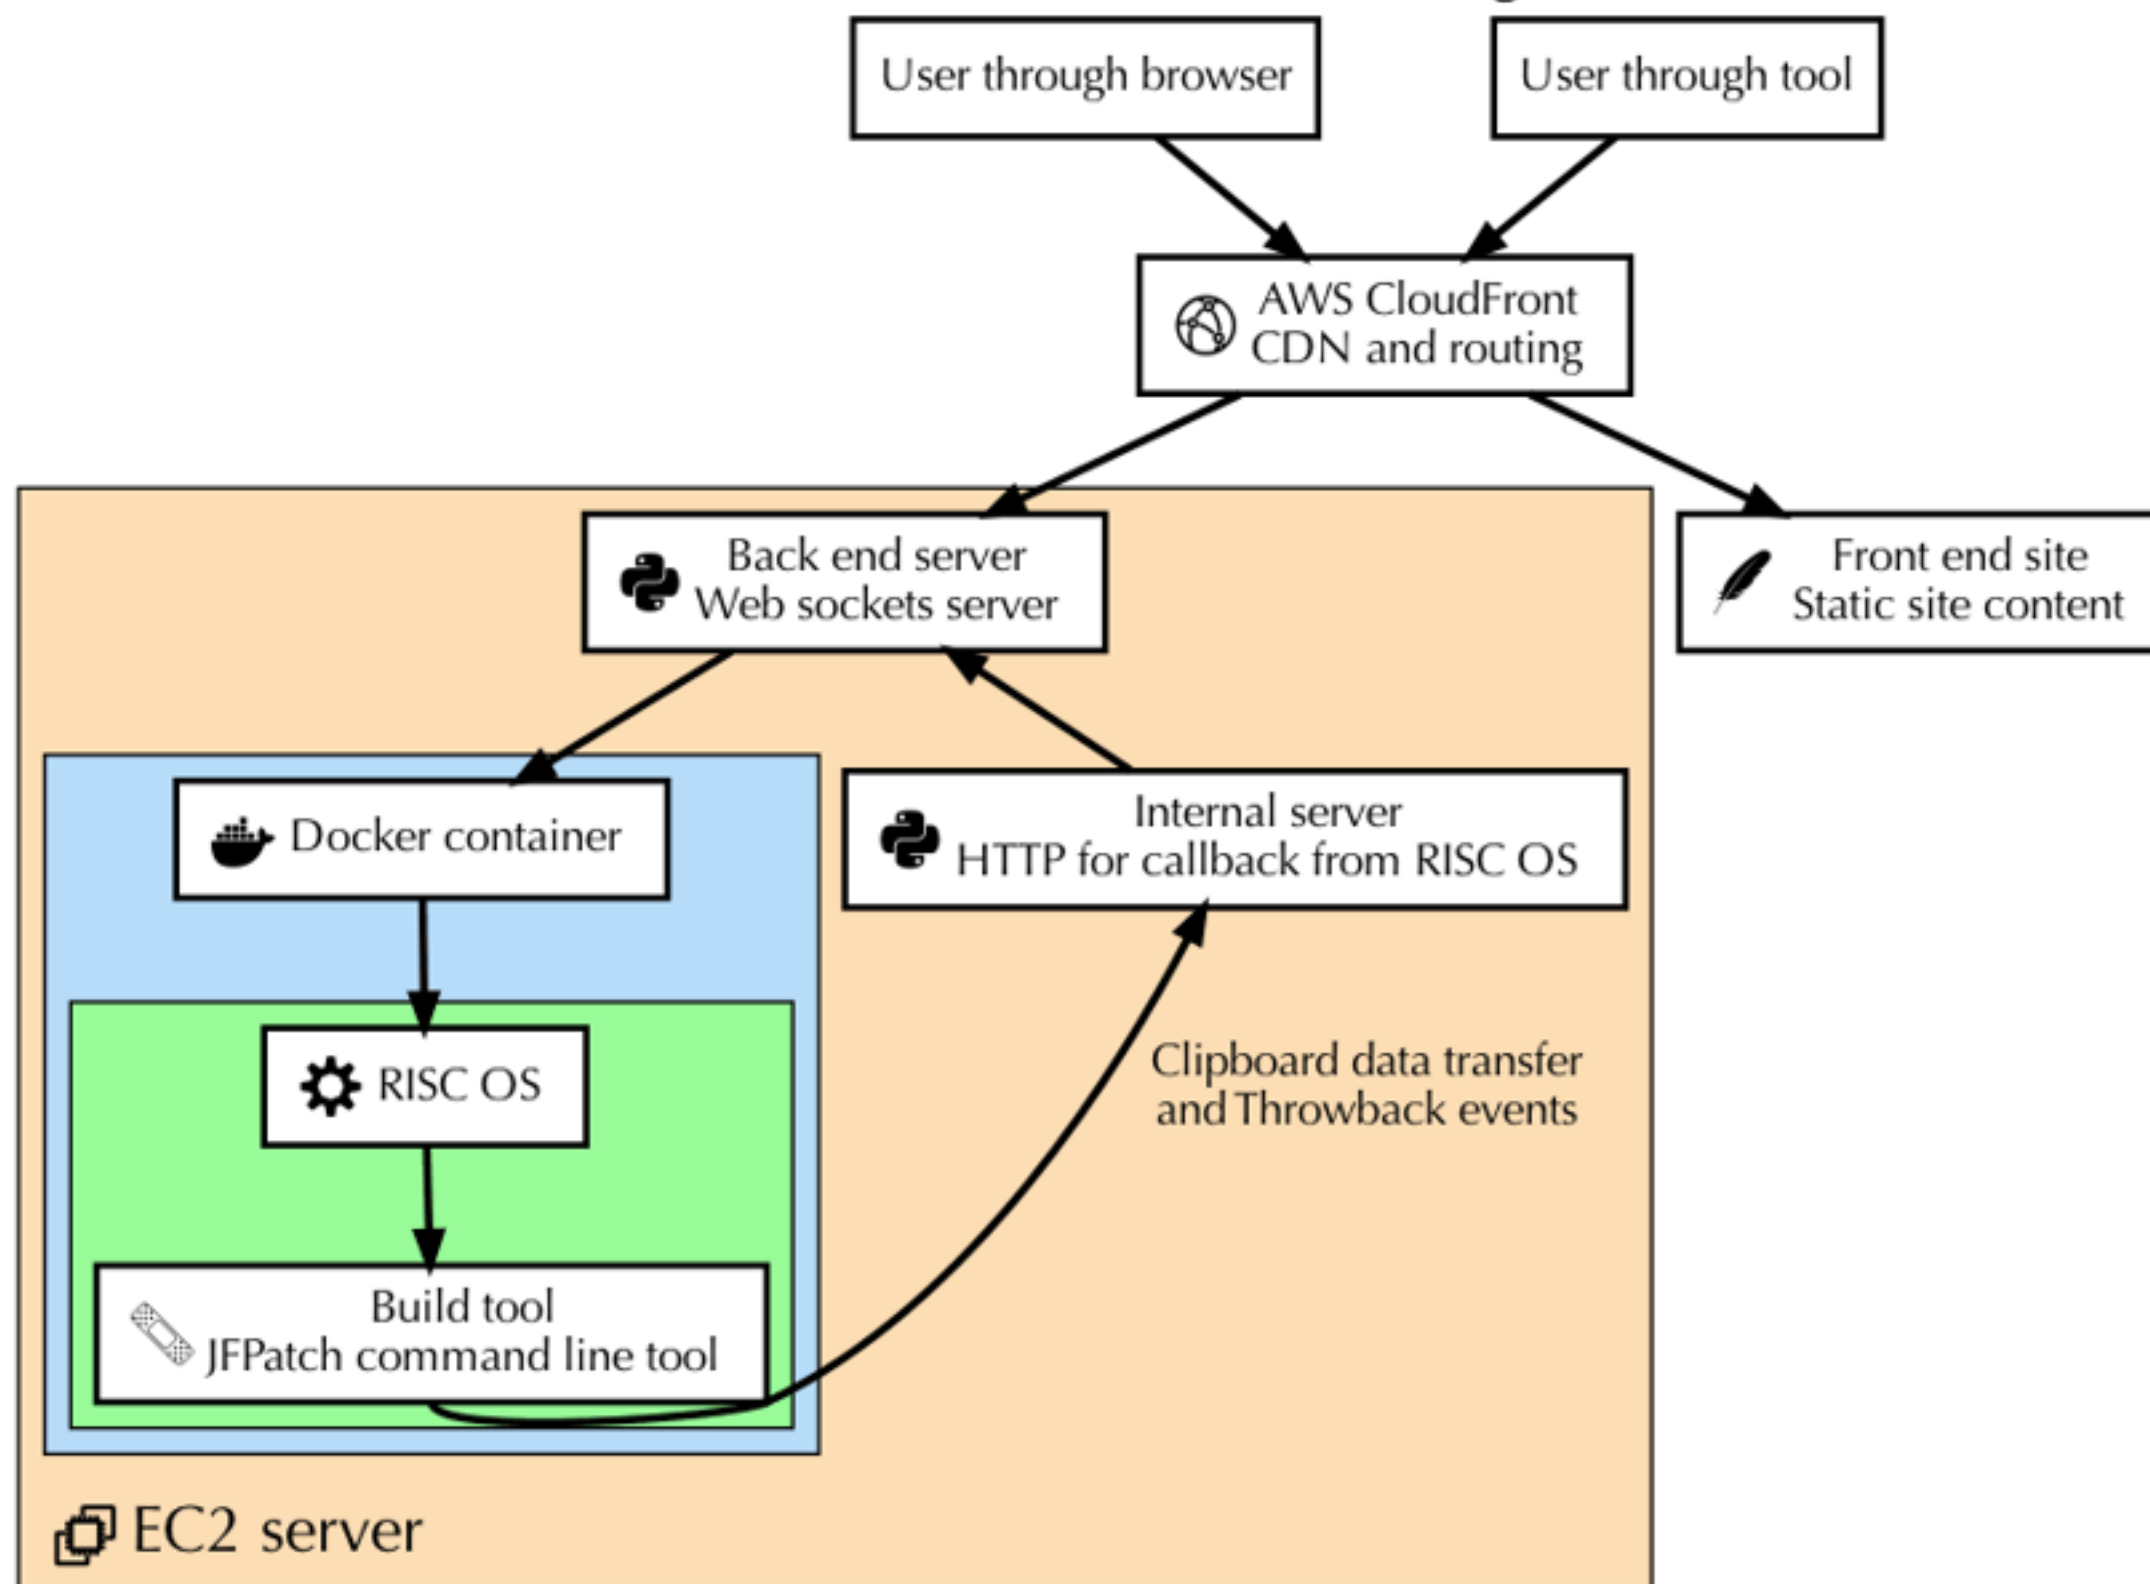 User through browser
User through tool
AWS CloudFront
CDN and routing
Back end server
Web sockets server
Front end site
Static site content
Docker container
Internal server
HTTP for callback from RISC OS
RISC OS
Clipboard data transfer
and Throwback events
Build tool
JFPatch command line tool
EC2 server